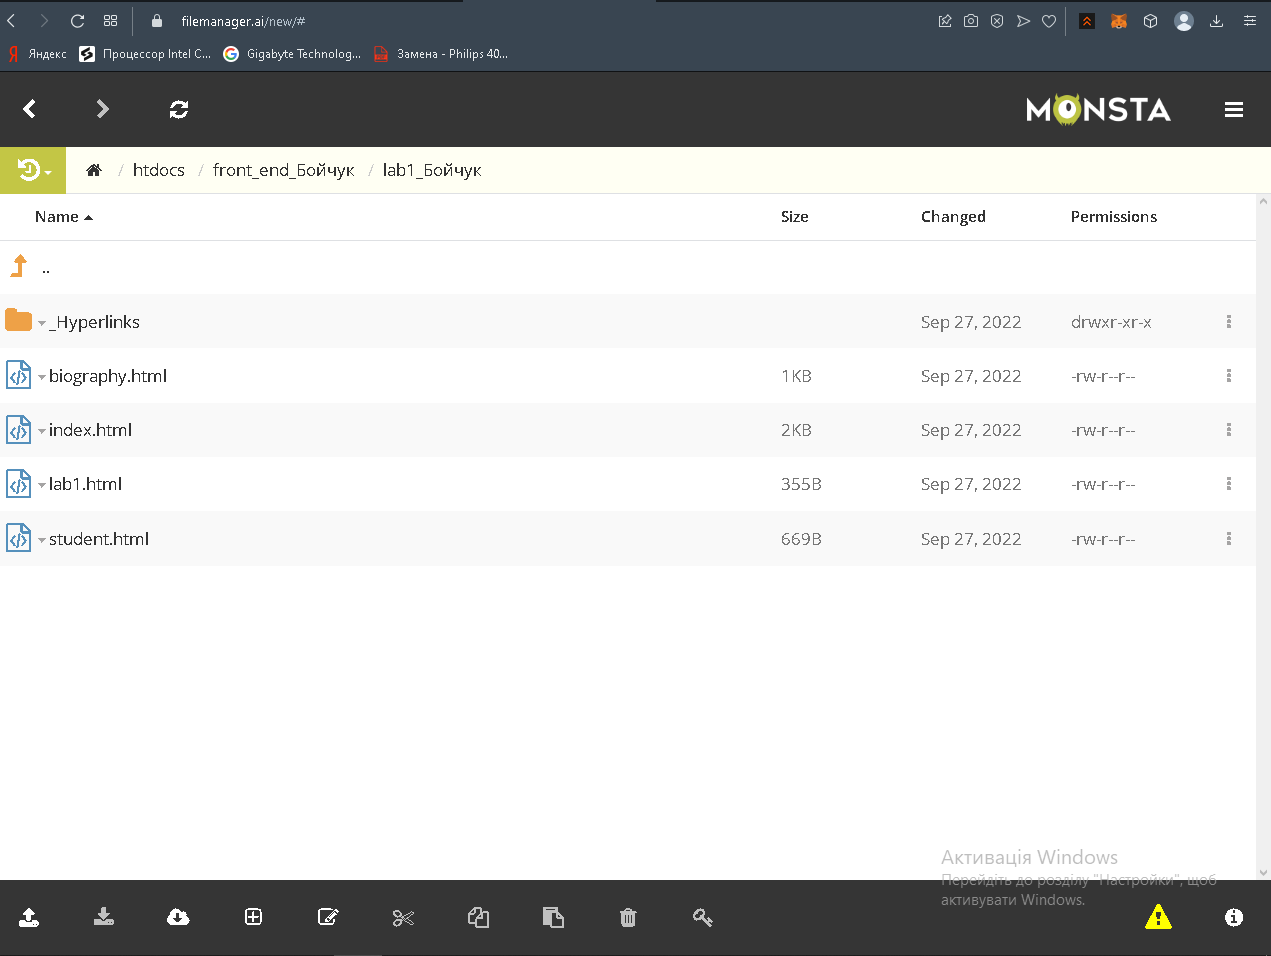 filemanager.ai/new/#
Яндекс Процессор Intel C... Gigabyte Technolog... Замена - Philips 40...
MONSTA
/ htdocs / front_end_Бойчук / lab1_Бойчук
Name Size Changed Permissions
..
_Hyperlinks Sep 27, 2022 drwxr-xr-x
biography.html 1KB Sep 27, 2022 -rw-r--r--
index.html 2KB Sep 27, 2022 -rw-r--r--
lab1.html 355B Sep 27, 2022 -rw-r--r--
student.html 669B Sep 27, 2022 -rw-r--r--
Активація Windows
Перейдіть до розділу "Настройки", щоб
активувати Windows.